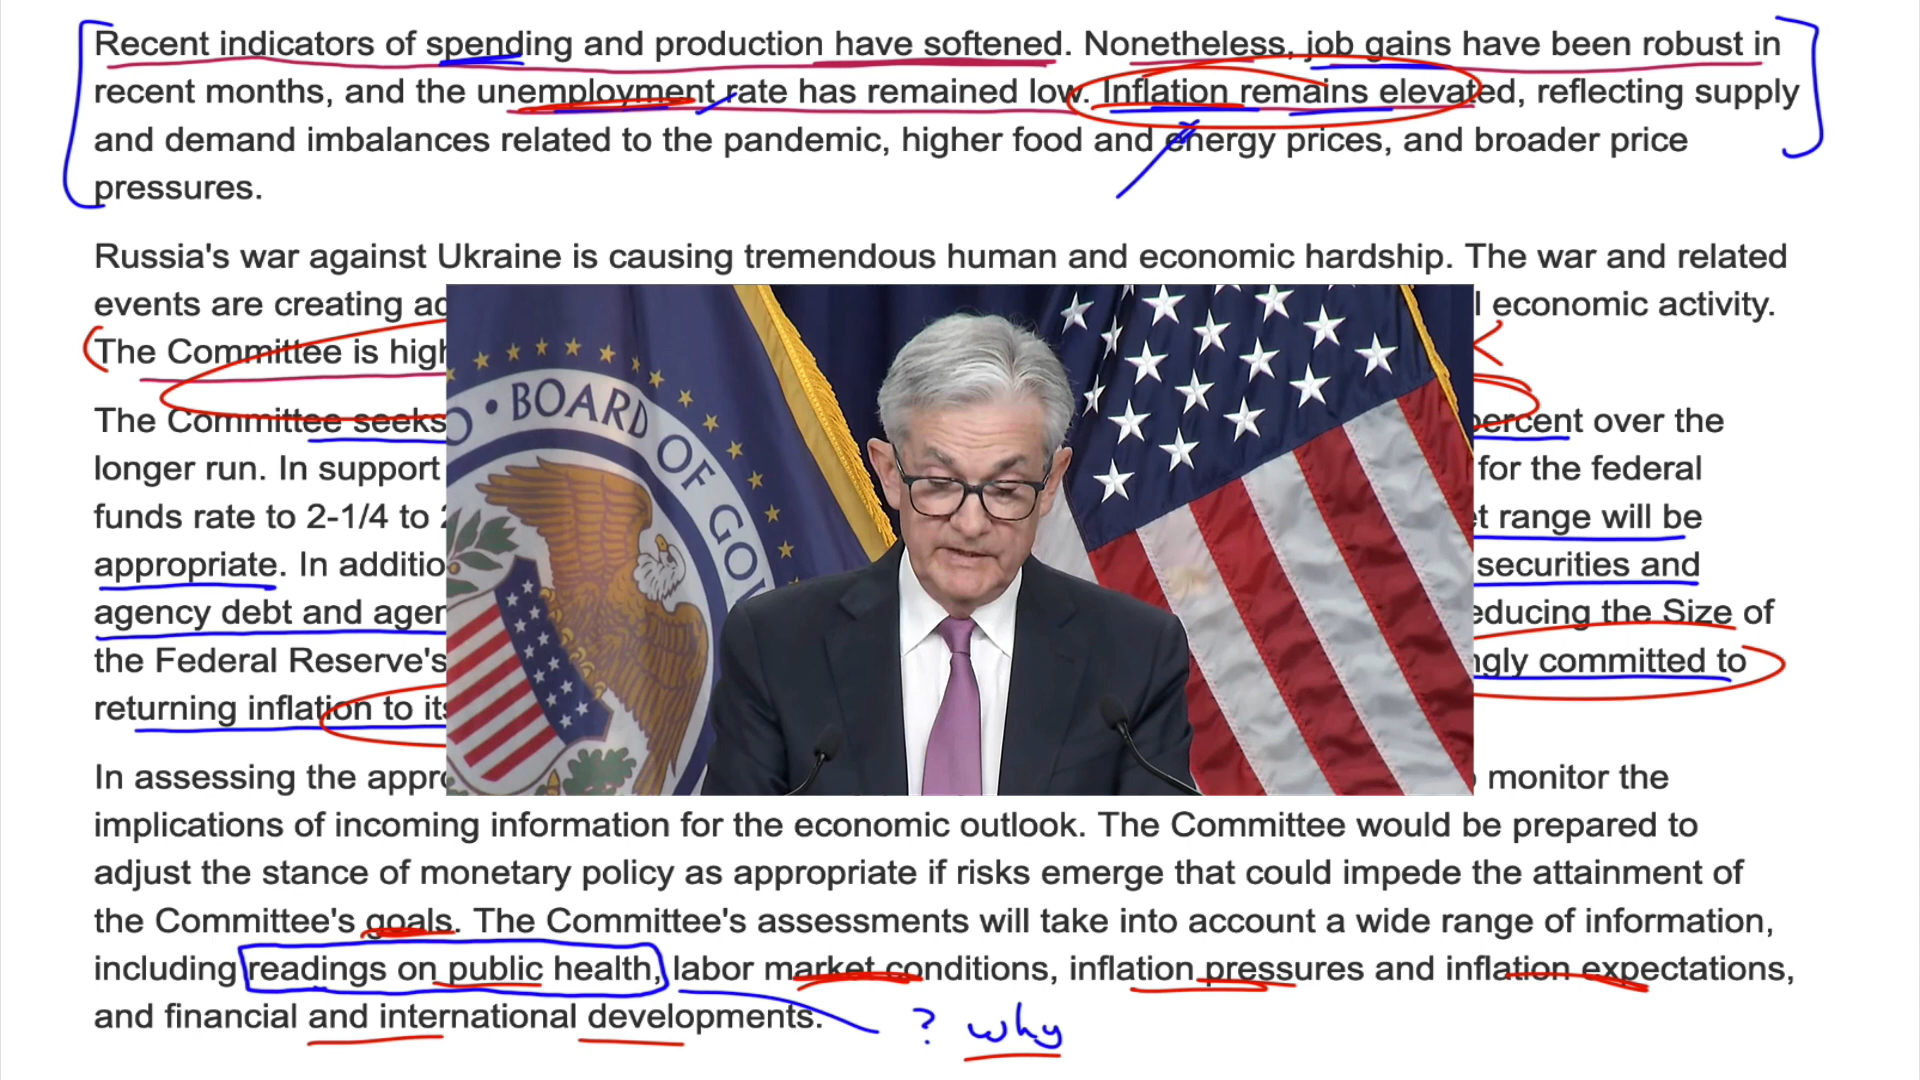 Recent indicators of spending and production have softened. Nonetheless, job gains have been robust in
recent months, and the unemployment rate has remained low. Inflation remains elevated, reflecting supply
and demand imbalances related to the pandemic, higher food and energy prices, and broader price
pressures.
Russia's war against Ukraine is causing tremendous human and economic hardship. The war and related
events are creating economic activity.
The Committee is
The Committee seeks percent over the
longer run. In support for the federal
funds rate to 2-1/4 to range will be
appropriate. In securities and
agency debt and the Size of
the Federal Reserve's committed to
returning inflation to
In assessing the monitor the
implications of incoming information for the economic outlook. The Committee would be prepared to
adjust the stance of monetary policy as appropriate if risks emerge that could impede the attainment of
the Committee's goals. The Committee's assessments will take into account a wide range of information,
including readings on public health, labor market conditions, inflation pressures and inflation expectations,
and financial and international developments.
? why
BOARD OF GOV